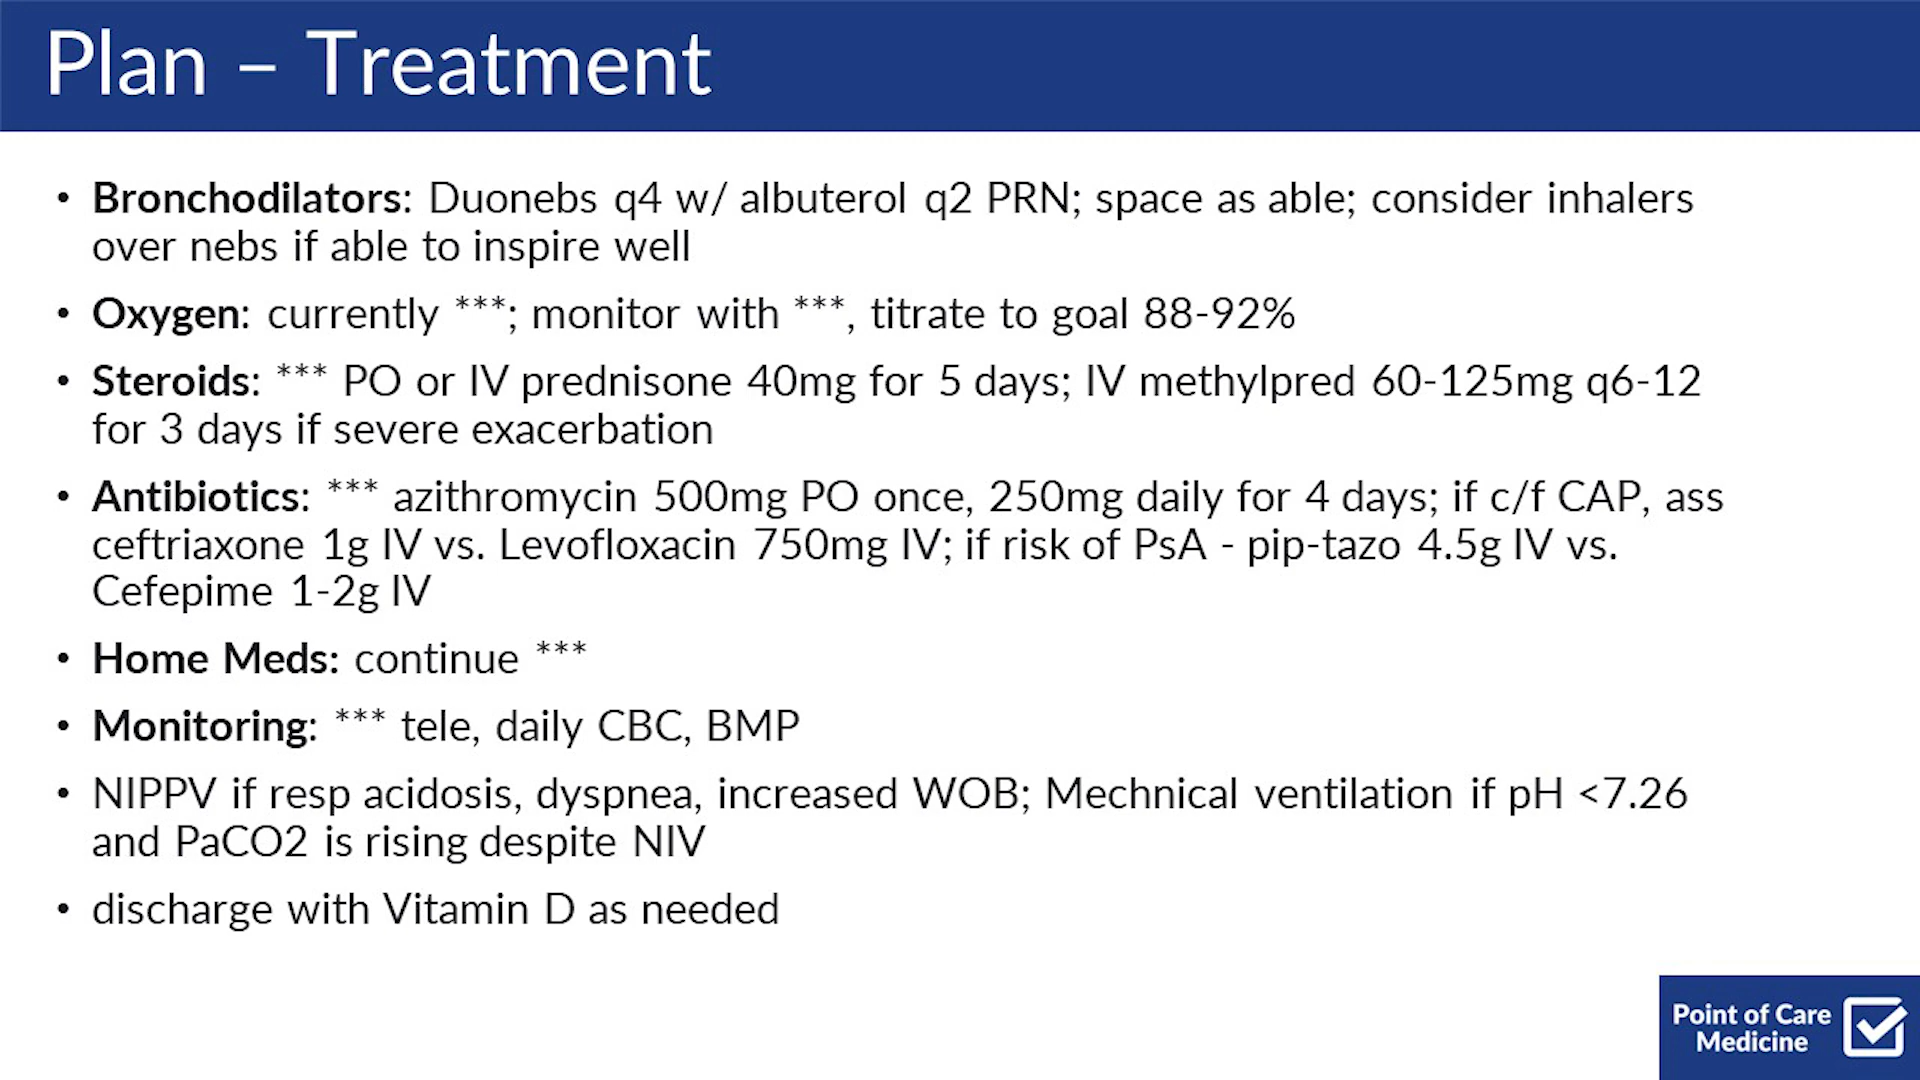 Plan – Treatment
• Bronchodilators: Duonebs q4 w/ albuterol q2 PRN; space as able; consider inhalers
over nebs if able to inspire well
• Oxygen: currently ***; monitor with ***, titrate to goal 88-92%
• Steroids: *** PO or IV prednisone 40mg for 5 days; IV methylpred 60-125mg q6-12
for 3 days if severe exacerbation
• Antibiotics: *** azithromycin 500mg PO once, 250mg daily for 4 days; if c/f CAP, ass
ceftriaxone 1g IV vs. Levofloxacin 750mg IV; if risk of PsA - pip-tazo 4.5g IV vs.
Cefepime 1-2g IV
• Home Meds: continue ***
• Monitoring: *** tele, daily CBC, BMP
• NIPPV if resp acidosis, dyspnea, increased WOB; Mechnical ventilation if pH <7.26
and PaCO2 is rising despite NIV
• discharge with Vitamin D as needed
Point of Care
Medicine